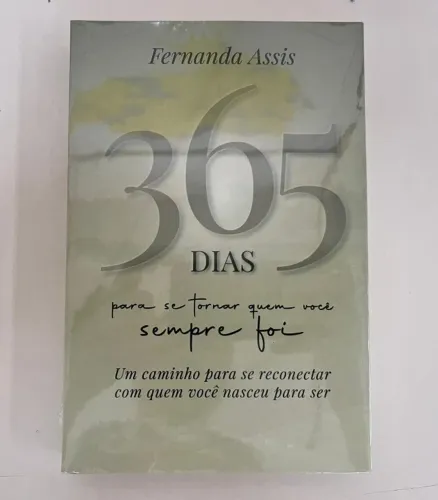 Fernanda Assis
365
DIAS
para se tornar quem você
sempre foi
Um caminho para se reconectar
com quem você nasceu para ser